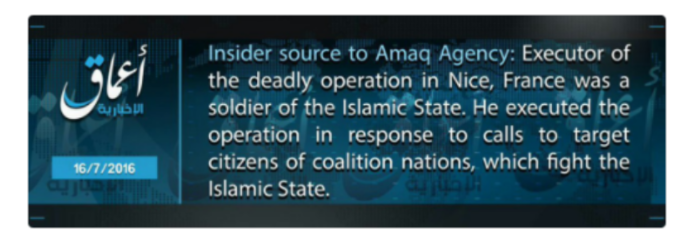 أعماق
الإخبارية
16/7/2016
Insider source to Amaq Agency: Executor of
the deadly operation in Nice, France was a
soldier of the Islamic State. He executed the
operation in response to calls to target
citizens of coalition nations, which fight the
Islamic State.